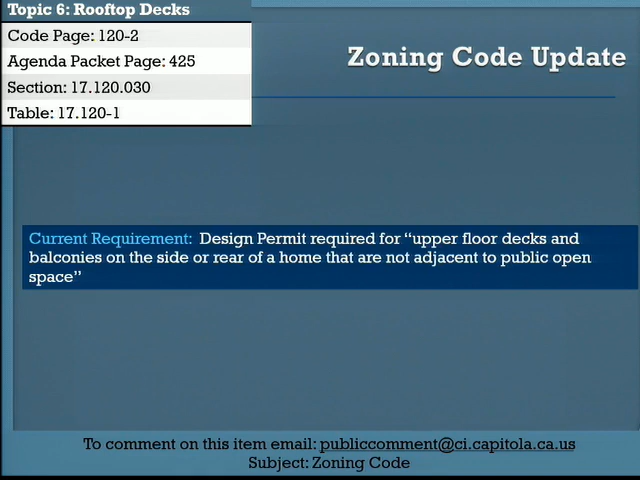 Topic 6: Rooftop Decks
Code Page: 120-2
Agenda Packet Page: 425
Section: 17.120.030
Table: 17.120-1
Zoning Code Update
Current Requirement: Design Permit required for “upper floor decks and
balconies on the side or rear of a home that are not adjacent to public open
space”
To comment on this item email: publiccomment@ci.capitola.ca.us
Subject: Zoning Code